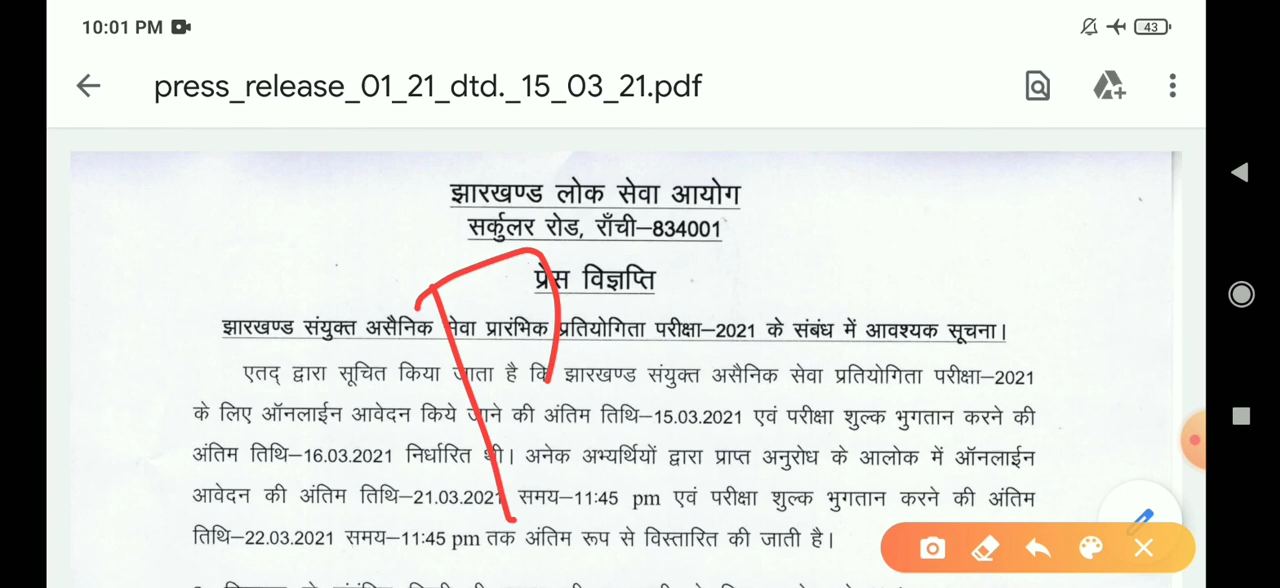 10:01 PM
43
press_release_01_21_dtd._15_03_21.pdf
झारखण्ड लोक सेवा आयोग
सर्कुलर रोड, राँची–834001
प्रेस विज्ञप्ति
झारखण्ड संयुक्त असैनिक सेवा प्रारंभिक प्रतियोगिता परीक्षा–2021 के संबंध में आवश्यक सूचना।
एतद् द्वारा सूचित किया जाता है कि झारखण्ड संयुक्त असैनिक सेवा प्रतियोगिता परीक्षा–2021
के लिए ऑनलाईन आवेदन किये जाने की अंतिम तिथि–15.03.2021 एवं परीक्षा शुल्क भुगतान करने की
अंतिम तिथि–16.03.2021 निर्धारित थी। अनेक अभ्यर्थियों द्वारा प्राप्त अनुरोध के आलोक में ऑनलाईन
आवेदन की अंतिम तिथि–21.03.2021 समय–11:45 pm एवं परीक्षा शुल्क भुगतान करने की अंतिम
तिथि–22.03.2021 समय–11:45 pm तक अंतिम रूप से विस्तारित की जाती है।